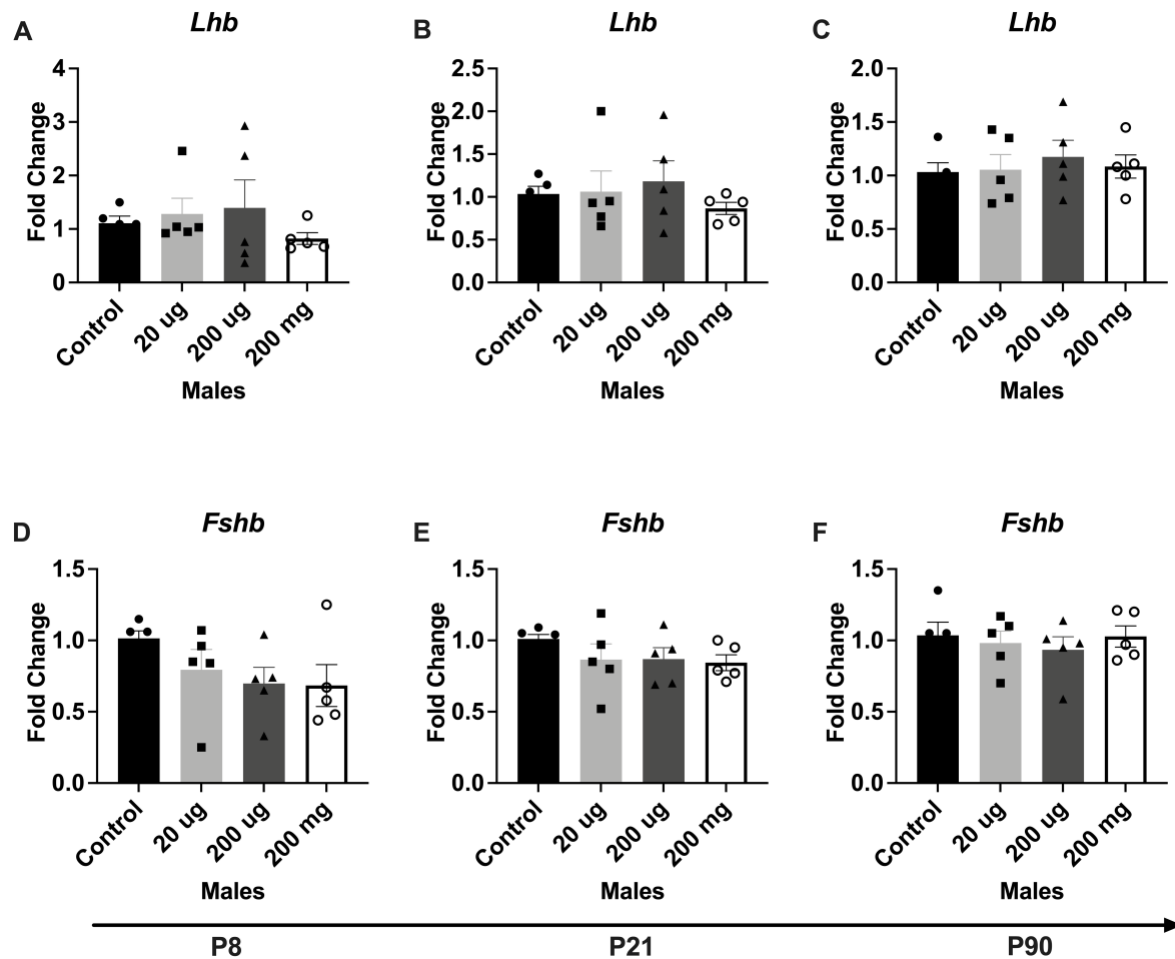 A
Lhb
Fold Change
4
3
2
1
0
Control
20 ug
200 ug
200 mg
Males
B
Lhb
Fold Change
2.5
2.0
1.5
1.0
0.5
0.0
Control
20 ug
200 ug
200 mg
Males
C
Lhb
Fold Change
2.0
1.5
1.0
0.5
0.0
Control
20 ug
200 ug
200 mg
Males
D
Fshb
Fold Change
1.5
1.0
0.5
0.0
Control
20 ug
200 ug
200 mg
Males
E
Fshb
Fold Change
1.5
1.0
0.5
0.0
Control
20 ug
200 ug
200 mg
Males
F
Fshb
Fold Change
1.5
1.0
0.5
0.0
Control
20 ug
200 ug
200 mg
Males
P8
P21
P90